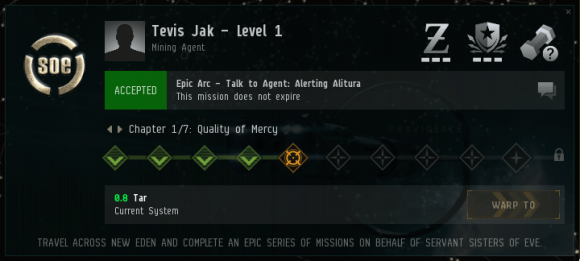 soe
Tevis Jak - Level 1
Mining Agent
ACCEPTED
Epic Arc - Talk to Agent: Alerting Alitura
This mission does not expire
Chapter 1/7: Quality of Mercy
0.8 Tar
Current System
WARP TO
TRAVEL ACROSS NEW EDEN AND COMPLETE AN EPIC SERIES OF MISSIONS ON BEHALF OF SERVANT SISTERS OF EVE.